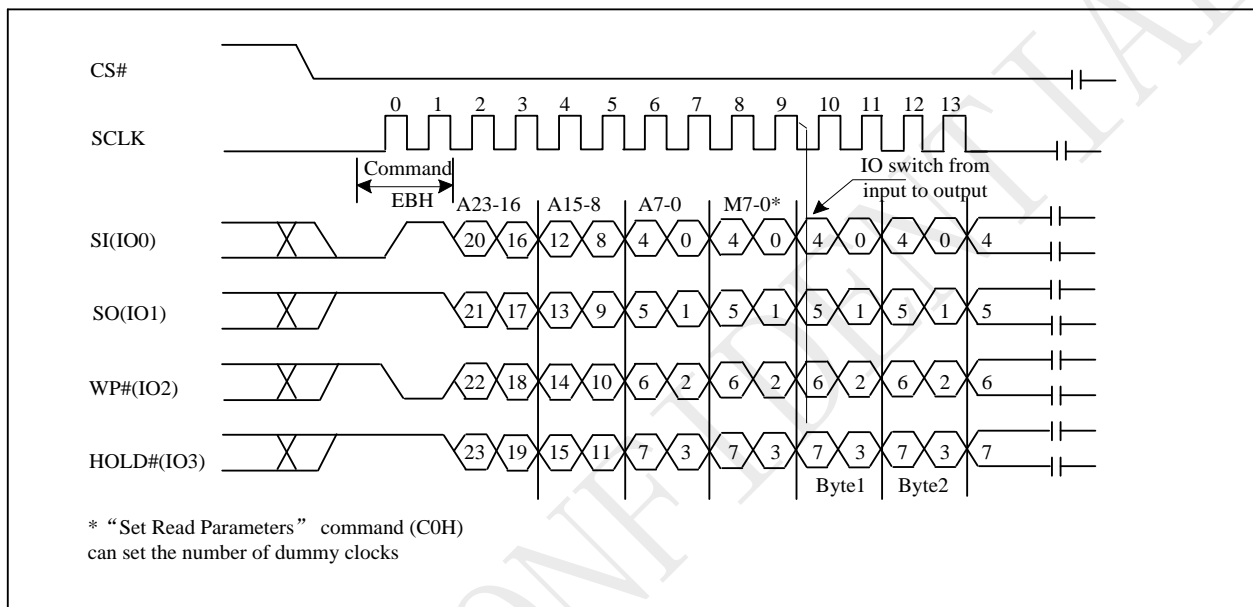 CS#
0 1 2 3 4 5 6 7 8 9 10 11 12 13
SCLK
Command
EBH
IO switch from
input to output
A23-16 A15-8 A7-0 M7-0*
SI(IO0) 20 16 12 8 4 0 4 0 4 0 4 0 4
SO(IO1) 21 17 13 9 5 1 5 1 5 1 5 1 5
WP#(IO2) 22 18 14 10 6 2 6 2 6 2 6 2 6
HOLD#(IO3) 23 19 15 11 7 3 7 3 7 3 7 3 7
Byte1 Byte2
* “Set Read Parameters” command (C0H)
can set the number of dummy clocks
CONFIDENTIAL